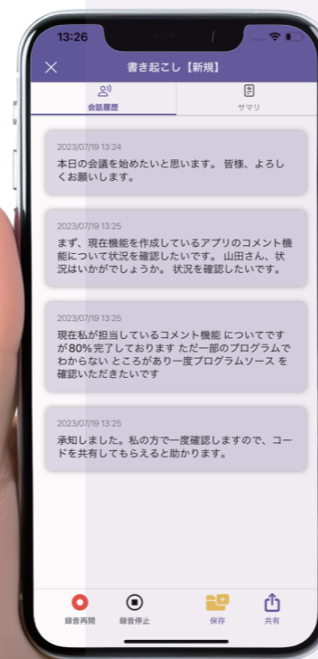 13:26
書き起こし【新規】
会話履歴
サマリ
2023/07/19 13:24
本日の会議を始めたいと思います。 皆様、よろし
くお願いします。
2023/07/19 13:25
まず、現在機能を作成しているアプリのコメント機
能について状況を確認したいです。 山田さん、状
況はいかがでしょうか。 状況を確認したいです。
2023/07/19 13:25
現在私が担当しているコメント機能 についてです
が80%完了しております ただ一部のプログラムで
わからない ところがあり一度プログラムソース を
確認いただきたいです
2023/07/19 13:25
承知しました。私の方で一度確認しますので、コー
ドを共有してもらえると助かります。
録音再開
録音停止
保存
共有